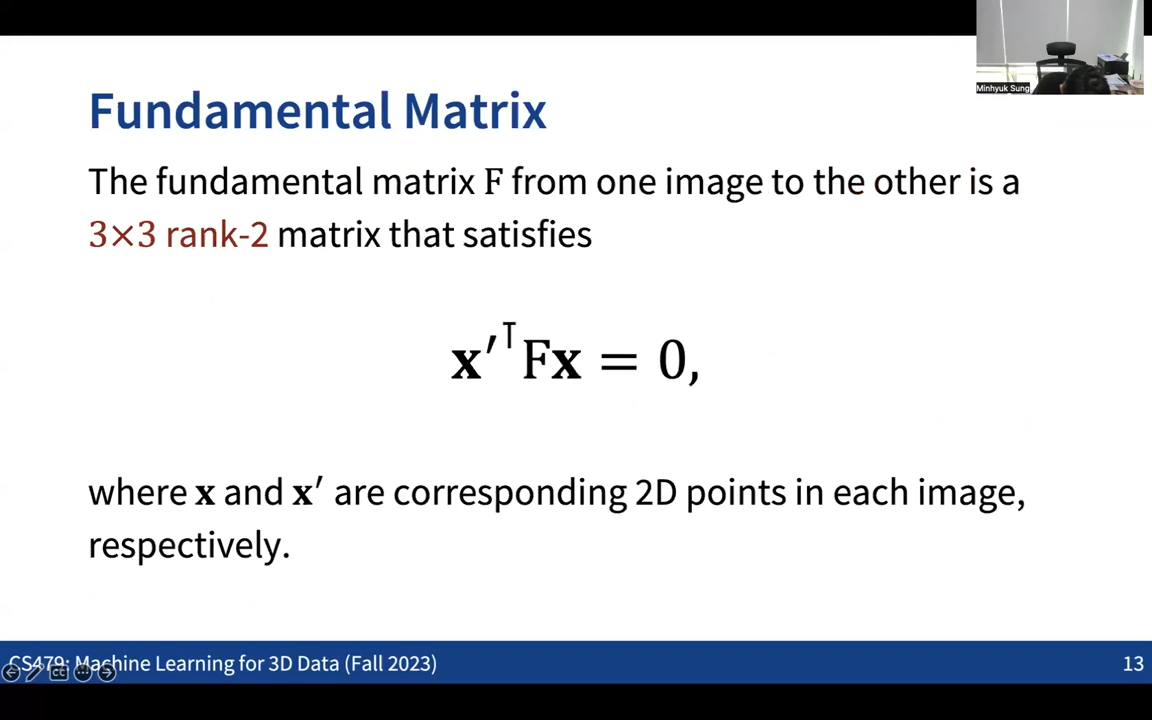 Minhyuk Sung
Fundamental Matrix
The fundamental matrix F from one image to the other is a
3×3 rank-2 matrix that satisfies
𝐱′ᵀF𝐱 = 0,
where 𝐱 and 𝐱′ are corresponding 2D points in each image,
respectively.
CS479: Machine Learning for 3D Data (Fall 2023)
13